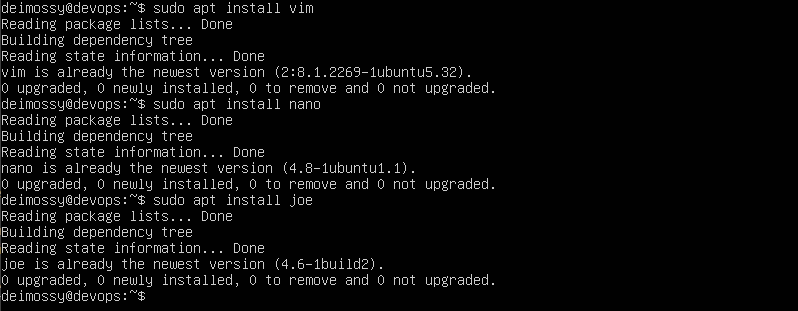 deimossy@devops:~$ sudo apt install vim
Reading package lists... Done
Building dependency tree
Reading state information... Done
vim is already the newest version (2:8.1.2269-1ubuntu5.32).
0 upgraded, 0 newly installed, 0 to remove and 0 not upgraded.
deimossy@devops:~$ sudo apt install nano
Reading package lists... Done
Building dependency tree
Reading state information... Done
nano is already the newest version (4.8-1ubuntu1.1).
0 upgraded, 0 newly installed, 0 to remove and 0 not upgraded.
deimossy@devops:~$ sudo apt install joe
Reading package lists... Done
Building dependency tree
Reading state information... Done
joe is already the newest version (4.6-1build2).
0 upgraded, 0 newly installed, 0 to remove and 0 not upgraded.
deimossy@devops:~$